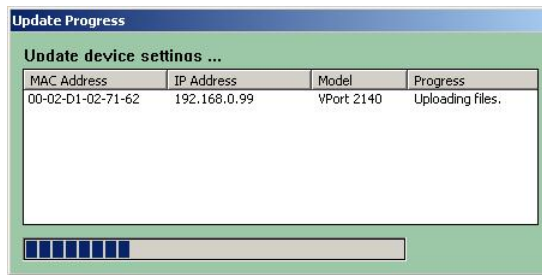 Update Progress
Update device settings ...
MAC Address IP Address Model Progress
00-02-D1-02-71-62 192.168.0.99 VPort 2140 Uploading files.